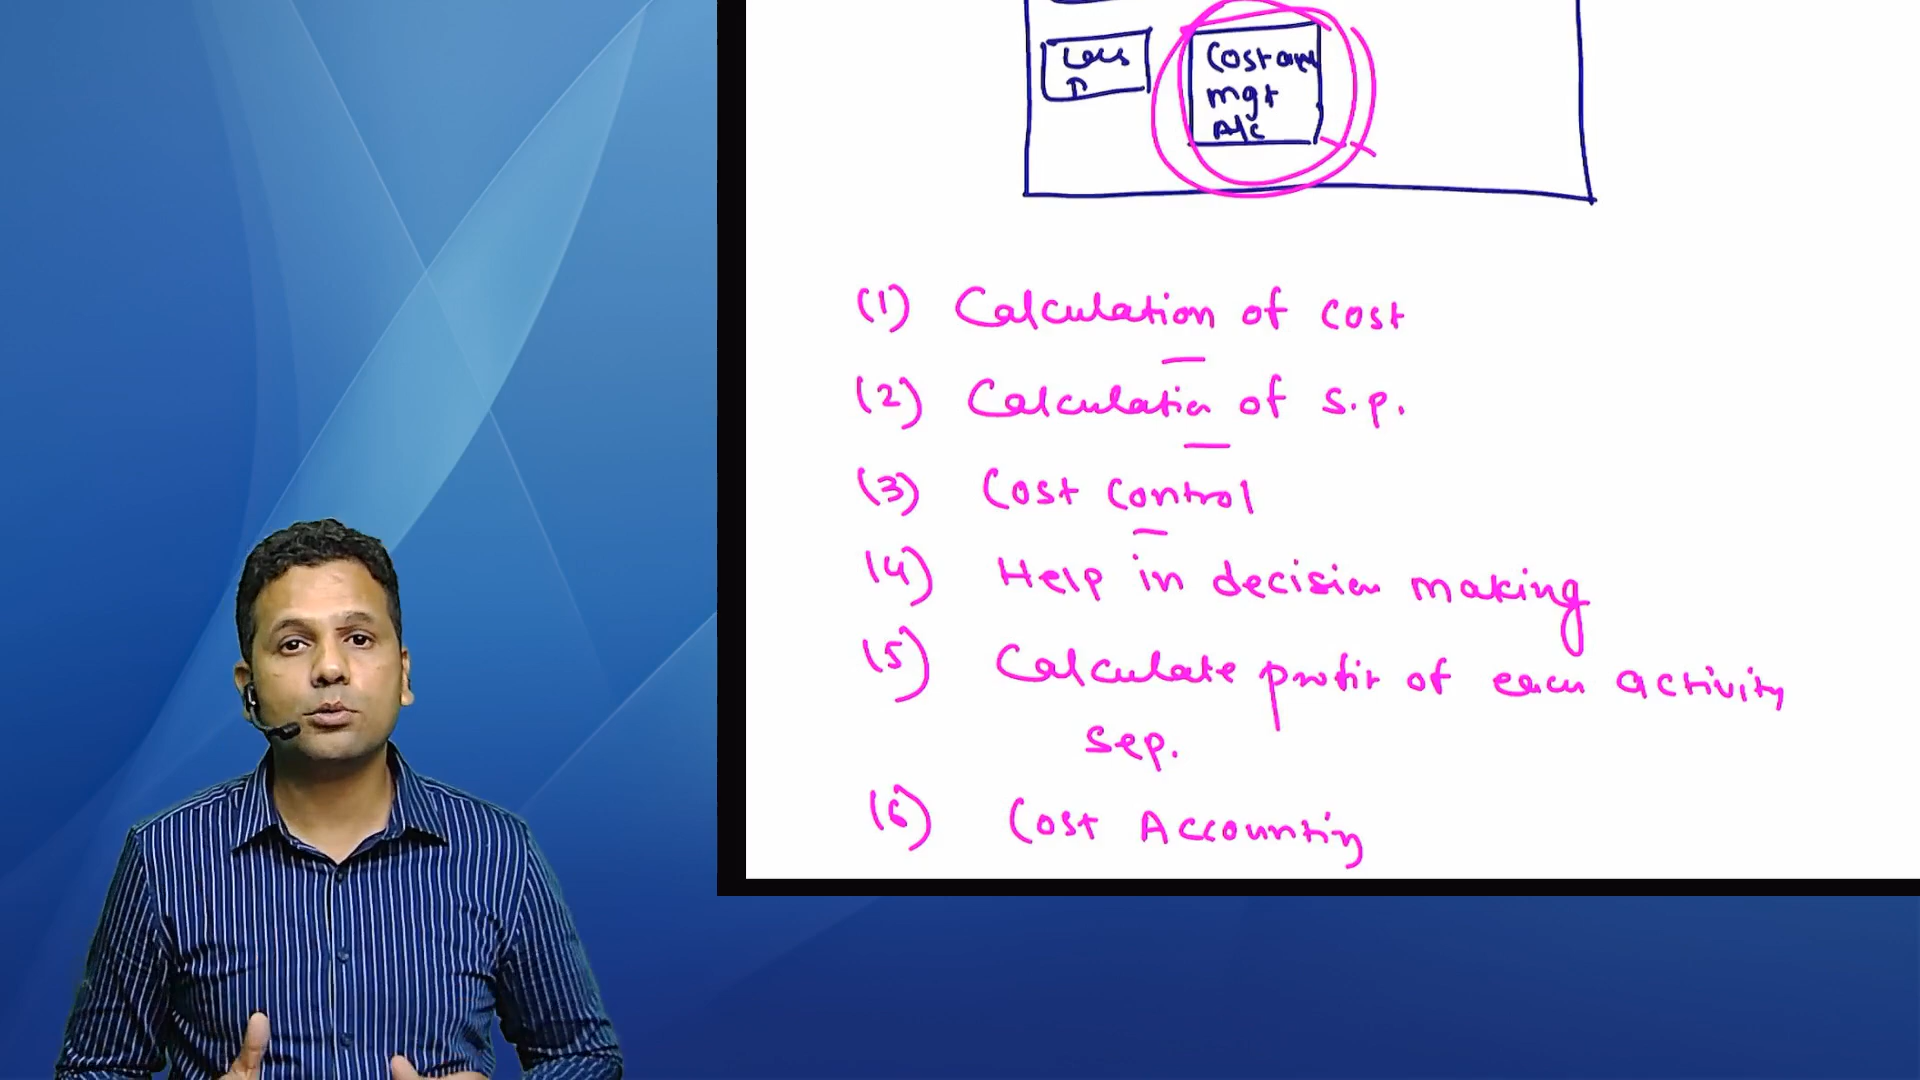 Cost and
mgt
A/c
(1) Calculation of cost
(2) Calculation of s.p.
(3) Cost Control
(4) Help in decision making
(5) Calculate profit of each activity
sep.
(6) Cost Accounting